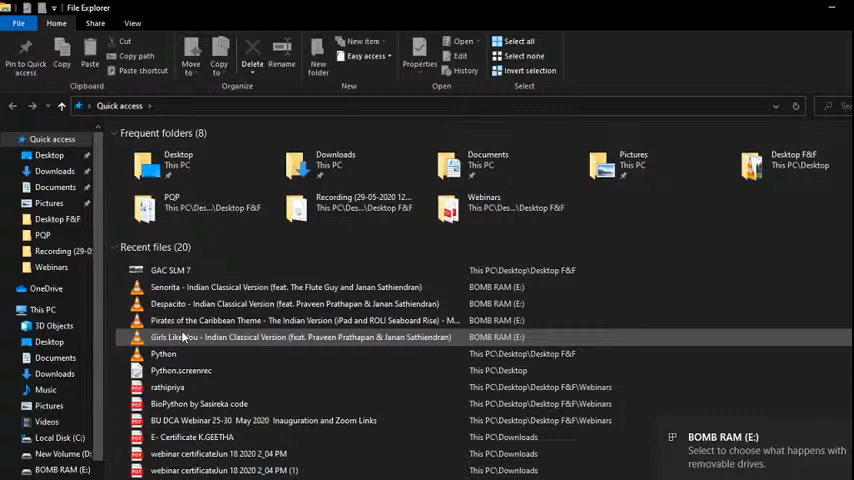 File Explorer
File Home Share View
Pin to Quick access
Copy
Paste
Cut
Copy path
Paste shortcut
Clipboard
Move to
Copy to
Delete
Rename
Organize
New folder
New item
Easy access
New
Properties
Open
Edit
History
Open
Select all
Select none
Invert selection
Select
Quick access
Quick access
Desktop
Downloads
Documents
Pictures
Desktop F&F
PQP
Recording (29-0
Webinars
OneDrive
This PC
3D Objects
Desktop
Documents
Downloads
Music
Pictures
Videos
Local Disk (C:)
New Volume (D:)
BOMB RAM (E:)
Frequent folders (8)
Desktop
This PC
Downloads
This PC
Documents
This PC
Pictures
This PC
Desktop F&F
This PC\Desktop
PQP
This PC\Des...\Desktop F&F
Recording (29-05-2020 12...
This PC\Des...\Desktop F&F
Webinars
This PC\Des...\Desktop F&F
Recent files (20)
GAC SLM 7 This PC\Desktop\Desktop F&F
Senorita - Indian Classical Version (feat. The Flute Guy and Janan Sathiendran) BOMB RAM (E:)
Despacito - Indian Classical Version (feat. Praveen Prathapan & Janan Sathiendran) BOMB RAM (E:)
Pirates of the Caribbean Theme - The Indian Version (iPad and ROLI Seaboard Rise) - M... BOMB RAM (E:)
Girls Like You - Indian Classical Version (feat. Praveen Prathapan & Janan Sathiendran) BOMB RAM (E:)
Python This PC\Desktop\Desktop F&F
Python.screenrec This PC\Desktop
rathipriya This PC\Desktop\Desktop F&F\Webinars
BioPython by Sasireka code This PC\Desktop\Desktop F&F\Webinars
BU DCA Webinar 25-30 May 2020 Inauguration and Zoom Links This PC\Desktop\Desktop F&F\Webinars
E- Certificate K.GEETHA This PC\Downloads
webinar certificateJun 18 2020 2_04 PM This PC\Downloads
webinar certificateJun 18 2020 2_04 PM (1) This PC\Downloads
BOMB RAM (E:)
Select to choose what happens with
removable drives.